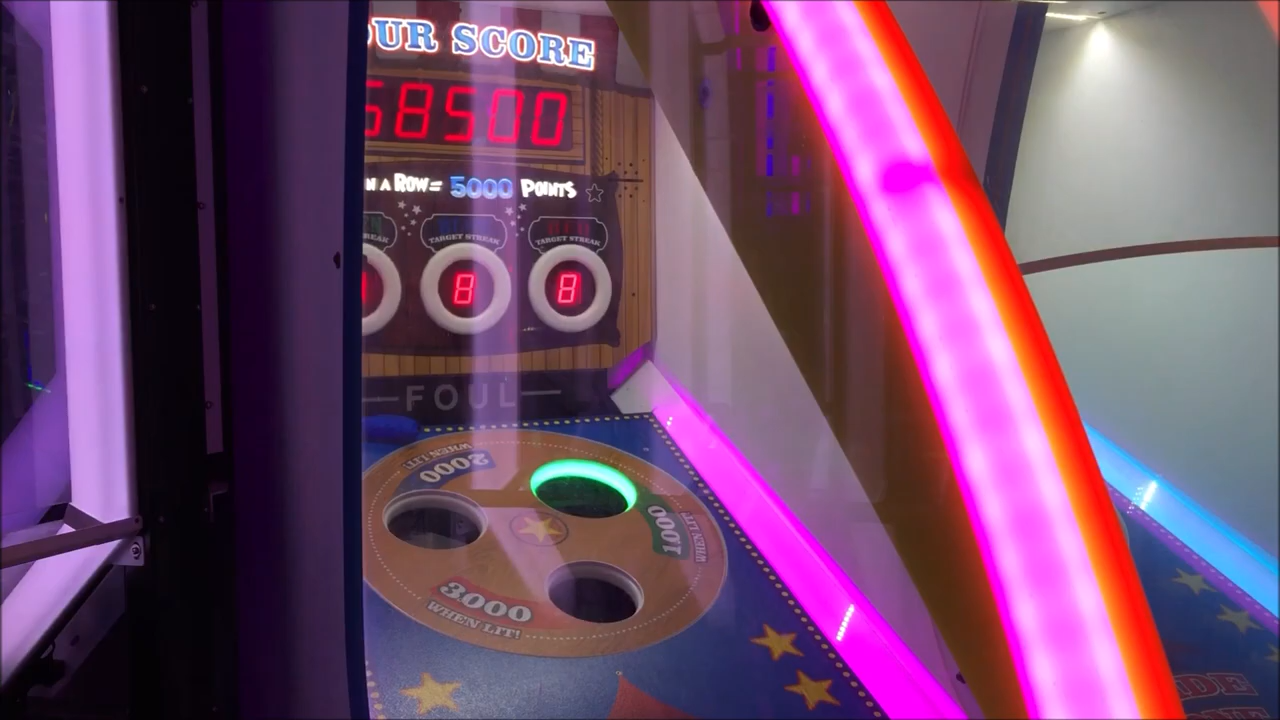 OUR SCORE
68500
N A ROW= 5000 POINTS
TARGET STREAK
TARGET STREAK
8
8
FOUL
2000
WHEN LIT!
1000
WHEN LIT!
3000
WHEN LIT!